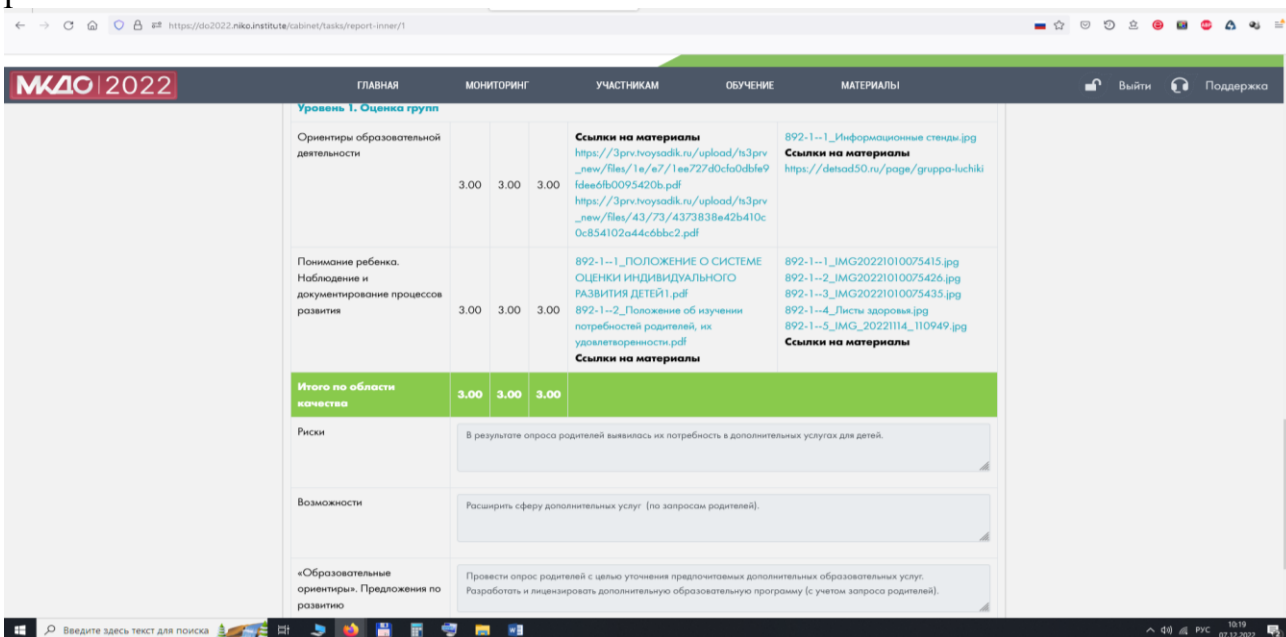 https://do2022.niko.institute/cabinet/tasks/report-inner/1
МКДО 2022
ГЛАВНАЯ
МОНИТОРИНГ
УЧАСТНИКАМ
ОБУЧЕНИЕ
МАТЕРИАЛЫ
Выйти
Поддержка
Уровень 1. Оценка групп
Ориентиры образовательной
деятельности
3.00 3.00 3.00
Ссылки на материалы
https://3prv.tvoysadik.ru/upload/ts3prv
_new/files/1e/e7/1ee727d0cfa0dbfe9
fdee6fb0095420b.pdf
https://3prv.tvoysadik.ru/upload/ts3prv
_new/files/43/73/4373838e42b410c
0c854102a44c6bbc2.pdf
892-1--1_Информационные стенды.jpg
Ссылки на материалы
https://detsad50.ru/page/gruppa-luchiki
Понимание ребенка.
Наблюдение и
документирование процессов
развития
3.00 3.00 3.00
892-1--1_ПОЛОЖЕНИЕ О СИСТЕМЕ
ОЦЕНКИ ИНДИВИДУАЛЬНОГО
РАЗВИТИЯ ДЕТЕЙ1.pdf
892-1--2_Положение об изучении
потребностей родителей, их
удовлетворенности.pdf
Ссылки на материалы
892-1--1_IMG20221010075415.jpg
892-1--2_IMG20221010075426.jpg
892-1--3_IMG20221010075435.jpg
892-1--4_Листы здоровья.jpg
892-1--5_IMG_20221114_110949.jpg
Ссылки на материалы
Итого по области
качества
3.00 3.00 3.00
Риски
В результате опроса родителей выявилась их потребность в дополнительных услугах для детей.
Возможности
Расширить сферу дополнительных услуг (по запросам родителей).
«Образовательные
ориентиры». Предложения по
развитию
Провести опрос родителей с целью уточнения предпочитаемых дополнительных образовательных услуг.
Разработать и лицензировать дополнительную образовательную программу (с учетом запроса родителей).
Введите здесь текст для поиска
РУС
10:19
07.12.2022